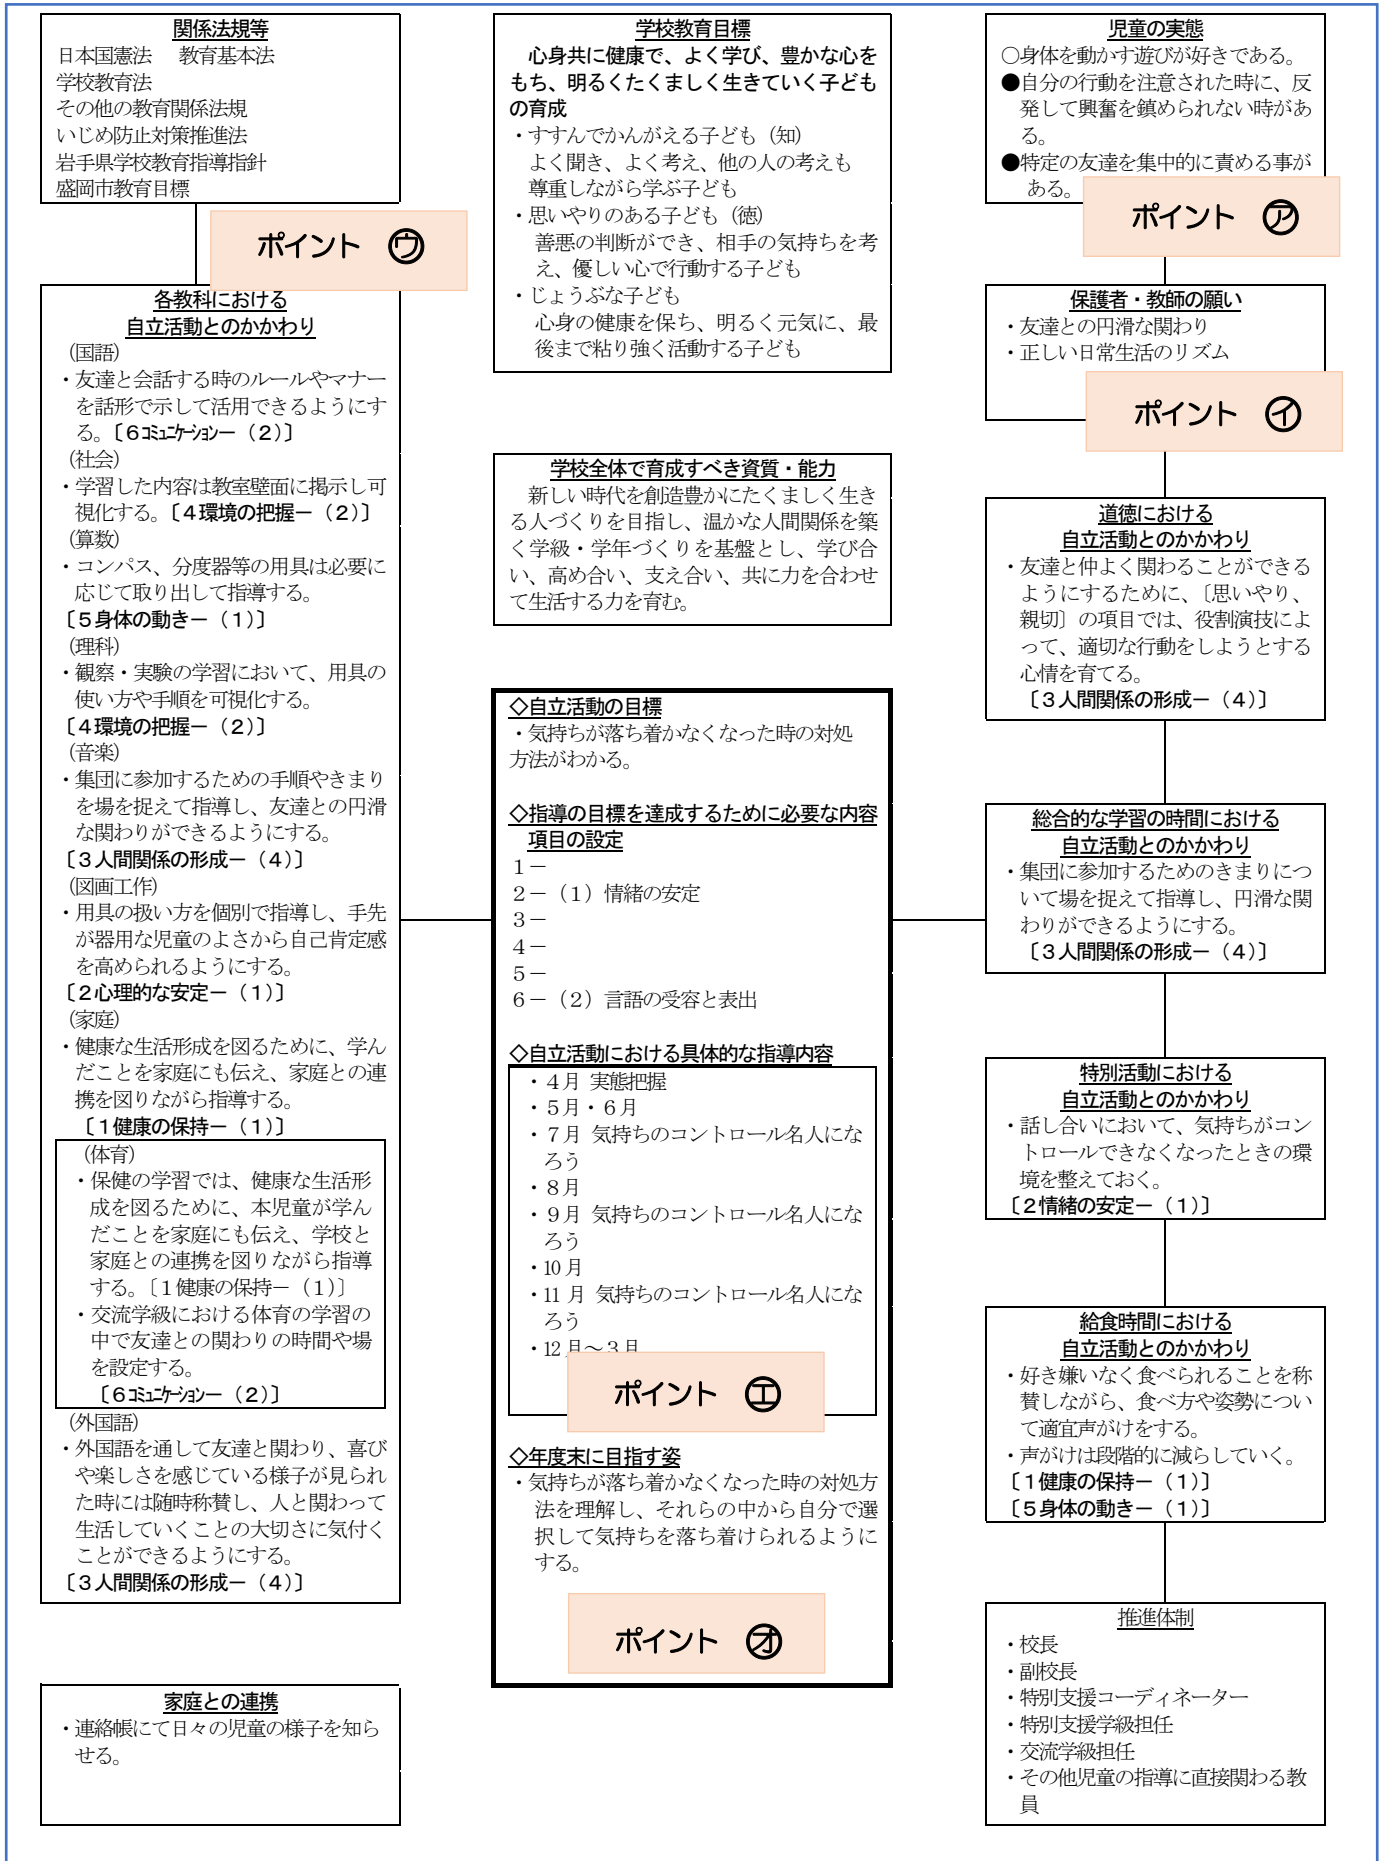 関係法規等
日本国憲法　教育基本法
学校教育法
その他の教育関係法規
いじめ防止対策推進法
岩手県学校教育指導指針
盛岡市教育目標
ポイント　㋒
各教科における
自立活動とのかかわり
（国語）
・友達と会話する時のルールやマナー
を話形で示して活用できるようにす
る。〔６コミュニケーションー（２）〕
（社会）
・学習した内容は教室壁面に掲示し可
視化する。〔４環境の把握ー（２）〕
（算数）
・コンパス、分度器等の用具は必要に
応じて取り出して指導する。
〔５身体の動きー（１）〕
（理科）
・観察・実験の学習において、用具の
使い方や手順を可視化する。
〔４環境の把握ー（２）〕
（音楽）
・集団に参加するための手順やきまり
を場を捉えて指導し、友達との円滑
な関わりができるようにする。
〔３人間関係の形成ー（４）〕
（図画工作）
・用具の扱い方を個別で指導し、手先
が器用な児童のよさから自己肯定感
を高められるようにする。
〔２心理的な安定ー（１）〕
（家庭）
・健康な生活形成を図るために、学ん
だことを家庭にも伝え、家庭との連
携を図りながら指導する。
〔１健康の保持ー（１）〕
（体育）
・保健の学習では、健康な生活形
成を図るために、本児童が学ん
だことを家庭にも伝え、学校と
家庭との連携を図りながら指導
する。〔１健康の保持－（１）〕
・交流学級における体育の学習の
中で友達との関わりの時間や場
を設定する。
〔６コミュニケーションー（２）〕
（外国語）
・外国語を通して友達と関わり、喜び
や楽しさを感じている様子が見られ
た時には随時称賛し、人と関わって
生活していくことの大切さに気付く
ことができるようにする。
〔３人間関係の形成ー（４）〕
家庭との連携
・連絡帳にて日々の児童の様子を知ら
せる。
学校教育目標
心身共に健康で、よく学び、豊かな心を
もち、明るくたくましく生きていく子ども
の育成
・すすんでかんがえる子ども（知）
よく聞き、よく考え、他の人の考えも
尊重しながら学ぶ子ども
・思いやりのある子ども（徳）
善悪の判断ができ、相手の気持ちを考
え、優しい心で行動する子ども
・じょうぶな子ども
心身の健康を保ち、明るく元気に、最
後まで粘り強く活動する子ども
学校全体で育成すべき資質・能力
新しい時代を創造豊かにたくましく生き
る人づくりを目指し、温かな人間関係を築
く学級・学年づくりを基盤とし、学び合
い、高め合い、支え合い、共に力を合わせ
て生活する力を育む。
◇自立活動の目標
・気持ちが落ち着かなくなった時の対処
方法がわかる。
◇指導の目標を達成するために必要な内容
項目の設定
１－
２－（１）情緒の安定
３－
４－
５－
６－（２）言語の受容と表出
◇自立活動における具体的な指導内容
・４月 実態把握
・５月・６月
・７月 気持ちのコントロール名人にな
ろう
・８月
・９月 気持ちのコントロール名人にな
ろう
・10月
・11月 気持ちのコントロール名人にな
ろう
・12月～３月
ポイント　㋓
◇年度末に目指す姿
・気持ちが落ち着かなくなった時の対処方
法を理解し、それらの中から自分で選
択して気持ちを落ち着けられるように
する。
ポイント　㋔
児童の実態
○身体を動かす遊びが好きである。
●自分の行動を注意された時に、反
発して興奮を鎮められない時があ
る。
●特定の友達を集中的に責める事が
ある。
ポイント　㋐
保護者・教師の願い
・友達との円滑な関わり
・正しい日常生活のリズム
ポイント　㋑
道徳における
自立活動とのかかわり
・友達と仲よく関わることができる
ようにするために、〔思いやり、
親切〕の項目では、役割演技によ
って、適切な行動をしようとする
心情を育てる。
〔３人間関係の形成ー（４）〕
総合的な学習の時間における
自立活動とのかかわり
・集団に参加するためのきまりにつ
いて場を捉えて指導し、円滑な関
わりができるようにする。
〔３人間関係の形成ー（４）〕
特別活動における
自立活動とのかかわり
・話し合いにおいて、気持ちがコン
トロールできなくなったときの環
境を整えておく。
〔２情緒の安定ー（１）〕
給食時間における
自立活動とのかかわり
・好き嫌いなく食べられることを称
賛しながら、食べ方や姿勢につい
て適宜声がけをする。
・声がけは段階的に減らしていく。
〔１健康の保持ー（１）〕
〔５身体の動きー（１）〕
推進体制
・校長
・副校長
・特別支援コーディネーター
・特別支援学級担任
・交流学級担任
・その他児童の指導に直接関わる教
員